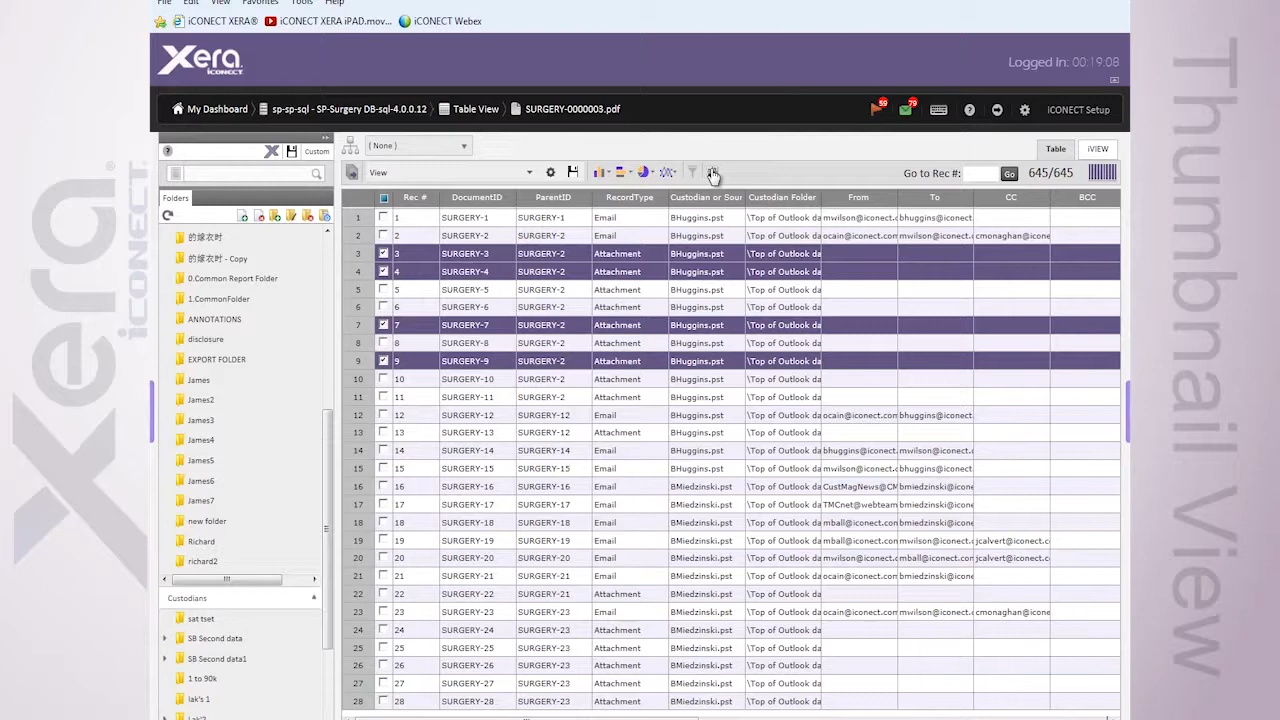 File Edit View Favorites Tools Help
iCONECT XERA® iCONECT XERA iPAD.mov... iCONECT Webex
Xera iCONECT
Logged In: 00:19:08
My Dashboard sp-sp-sql - SP-Surgery DB-sql-4.0.0.12 Table View SURGERY-0000003.pdf 59 79 iCONECT Setup
Custom
( None )
Table iVIEW
View
Go to Rec #: Go 645/645
Folders
的嫁衣时
的嫁衣时 - Copy
0.Common Report Folder
1.CommonFolder
ANNOTATIONS
disclosure
EXPORT FOLDER
James
James2
James3
James4
James5
James6
James7
new folder
Richard
richard2
Custodians
sat tset
SB Second data
SB Second data1
1 to 90k
lak's 1
Rec # DocumentID ParentID RecordType Custodian or Sour Custodian Folder From To CC BCC
1 1 SURGERY-1 SURGERY-1 Email BHuggins.pst \Top of Outlook da mwilson@iconect. bhuggins@iconect.
2 2 SURGERY-2 SURGERY-2 Email BHuggins.pst \Top of Outlook da ocain@iconect.com mwilson@iconect. cmonaghan@icone
3 3 SURGERY-3 SURGERY-2 Attachment BHuggins.pst \Top of Outlook da
4 4 SURGERY-4 SURGERY-2 Attachment BHuggins.pst \Top of Outlook da
5 5 SURGERY-5 SURGERY-2 Attachment BHuggins.pst \Top of Outlook da
6 6 SURGERY-6 SURGERY-2 Attachment BHuggins.pst \Top of Outlook da
7 7 SURGERY-7 SURGERY-2 Attachment BHuggins.pst \Top of Outlook da
8 8 SURGERY-8 SURGERY-2 Attachment BHuggins.pst \Top of Outlook da
9 9 SURGERY-9 SURGERY-2 Attachment BHuggins.pst \Top of Outlook da
10 10 SURGERY-10 SURGERY-2 Attachment BHuggins.pst \Top of Outlook da
11 11 SURGERY-11 SURGERY-2 Attachment BHuggins.pst \Top of Outlook da
12 12 SURGERY-12 SURGERY-12 Email BHuggins.pst \Top of Outlook da ocain@iconect.com bhuggins@iconect.
13 13 SURGERY-13 SURGERY-12 Attachment BHuggins.pst \Top of Outlook da
14 14 SURGERY-14 SURGERY-14 Email BHuggins.pst \Top of Outlook da bhuggins@iconect. mwilson@iconect.c
15 15 SURGERY-15 SURGERY-15 Email BHuggins.pst \Top of Outlook da mwilson@iconect.c bhuggins@iconect.
16 16 SURGERY-16 SURGERY-16 Email BMiedzinski.pst \Top of Outlook da CustMagNews@CM bmiedzinski@icone
17 17 SURGERY-17 SURGERY-17 Email BMiedzinski.pst \Top of Outlook da TMCnet@webteam bmiedzinski@icone
18 18 SURGERY-18 SURGERY-18 Email BMiedzinski.pst \Top of Outlook da mball@iconect.com bmiedzinski@icone
19 19 SURGERY-19 SURGERY-19 Email BMiedzinski.pst \Top of Outlook da mball@iconect.com mwilson@iconect.c jcalvert@iconect.c
20 20 SURGERY-20 SURGERY-20 Email BMiedzinski.pst \Top of Outlook da mwilson@iconect.c mball@iconect.com jcalvert@iconect.c
21 21 SURGERY-21 SURGERY-21 Email BMiedzinski.pst \Top of Outlook da ocain@iconect.com bmiedzinski@icone
22 22 SURGERY-22 SURGERY-21 Attachment BMiedzinski.pst \Top of Outlook da
23 23 SURGERY-23 SURGERY-23 Email BMiedzinski.pst \Top of Outlook da ocain@iconect.com mwilson@iconect.c cmonaghan@icone
24 24 SURGERY-24 SURGERY-23 Attachment BMiedzinski.pst \Top of Outlook da
25 25 SURGERY-25 SURGERY-23 Attachment BMiedzinski.pst \Top of Outlook da
26 26 SURGERY-26 SURGERY-23 Attachment BMiedzinski.pst \Top of Outlook da
27 27 SURGERY-27 SURGERY-23 Attachment BMiedzinski.pst \Top of Outlook da
28 28 SURGERY-28 SURGERY-23 Attachment BMiedzinski.pst \Top of Outlook da
Xera iCONECT®
Thumbnail View